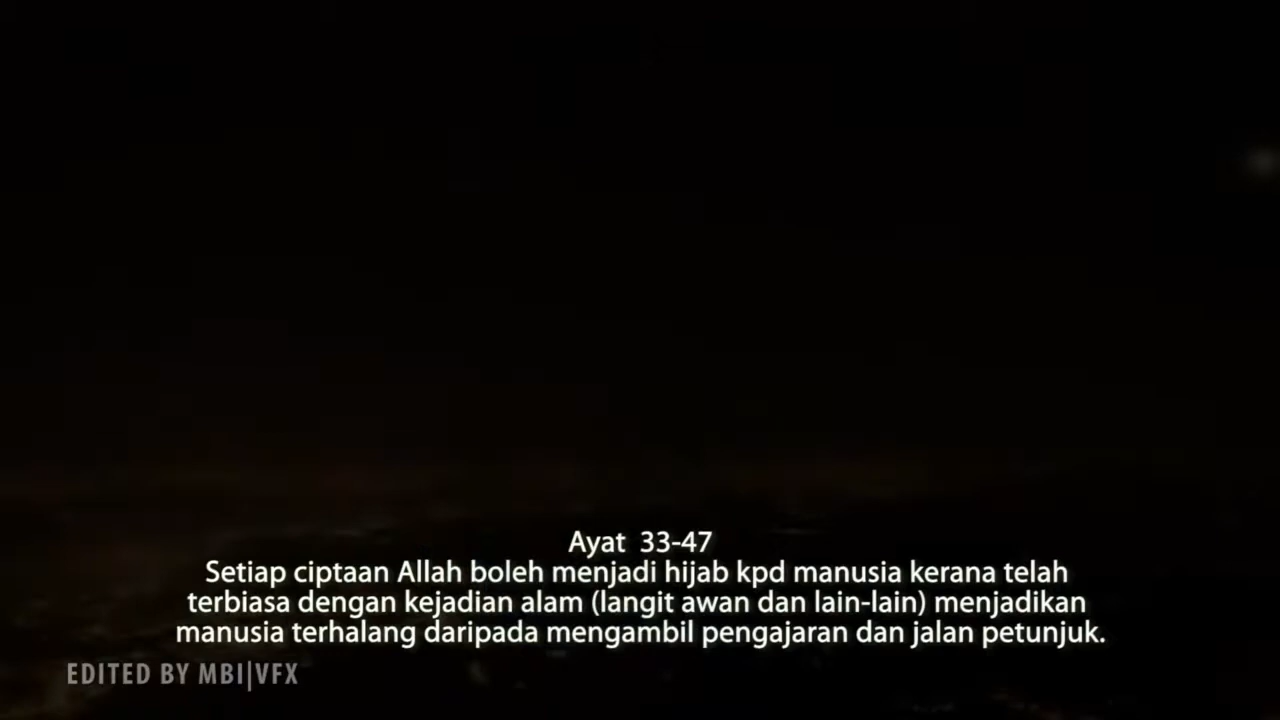 Ayat  33-47
Setiap ciptaan Allah boleh menjadi hijab kpd manusia kerana telah
terbiasa dengan kejadian alam (langit awan dan lain-lain) menjadikan
manusia terhalang daripada mengambil pengajaran dan jalan petunjuk.
EDITED BY MBI|VFX